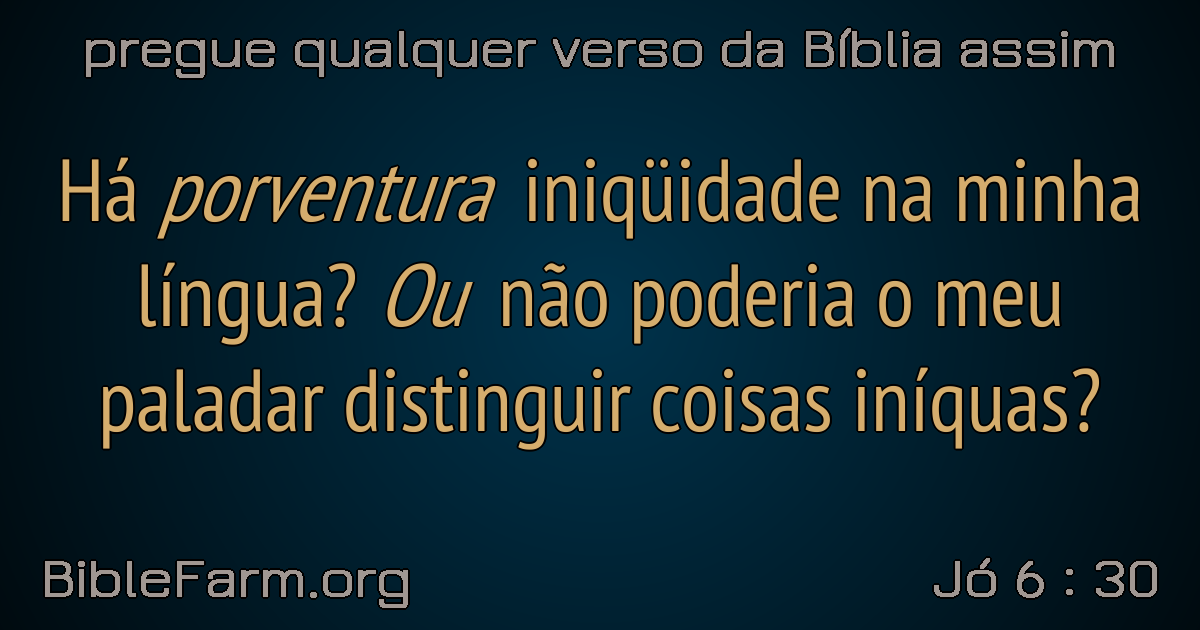 pregue qualquer verso da Bíblia assim
Há porventura iniqüidade na minha
língua? Ou não poderia o meu
paladar distinguir coisas iníquas?
BibleFarm.org
Jó 6 : 30